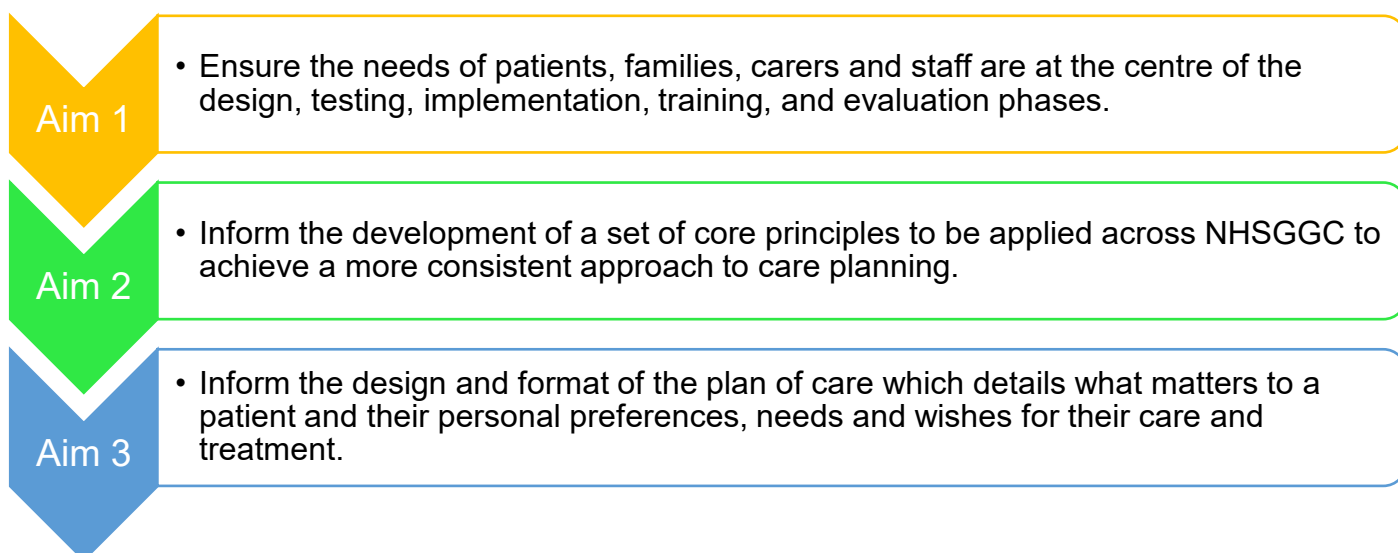 Aim 1
• Ensure the needs of patients, families, carers and staff are at the centre of the
design, testing, implementation, training, and evaluation phases.
Aim 2
• Inform the development of a set of core principles to be applied across NHSGGC to
achieve a more consistent approach to care planning.
Aim 3
• Inform the design and format of the plan of care which details what matters to a
patient and their personal preferences, needs and wishes for their care and
treatment.